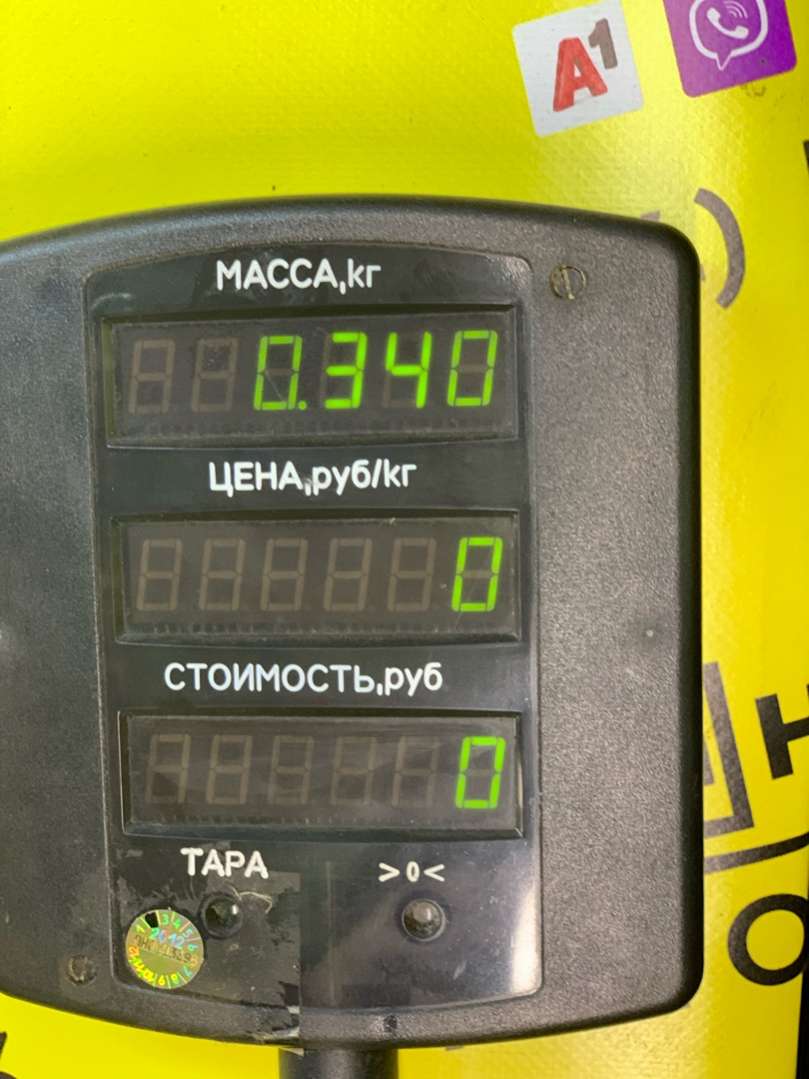 A1
МАССА,кг
0.340
ЦЕНА,руб/кг
0
СТОИМОСТЬ,руб
0
ТАРА >0<